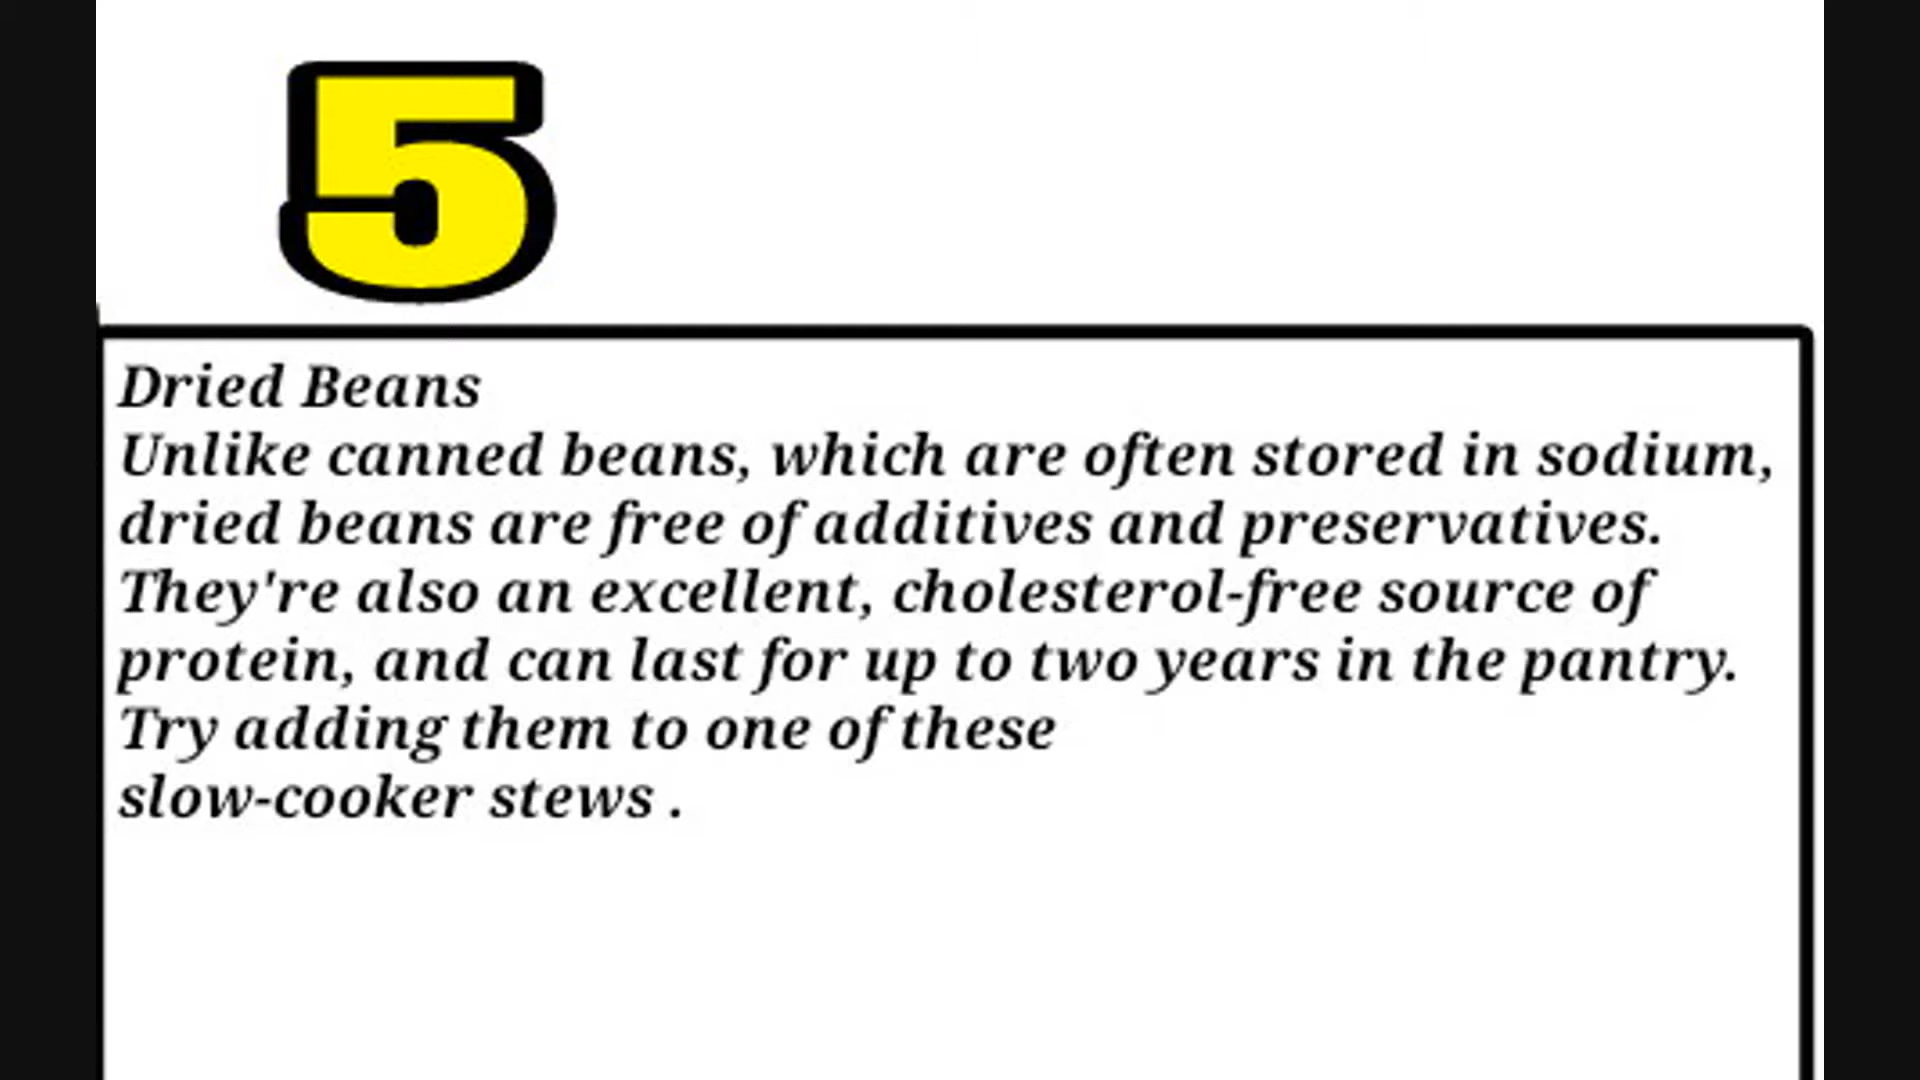 5
Dried Beans
Unlike canned beans, which are often stored in sodium,
dried beans are free of additives and preservatives.
They're also an excellent, cholesterol-free source of
protein, and can last for up to two years in the pantry.
Try adding them to one of these
slow-cooker stews .